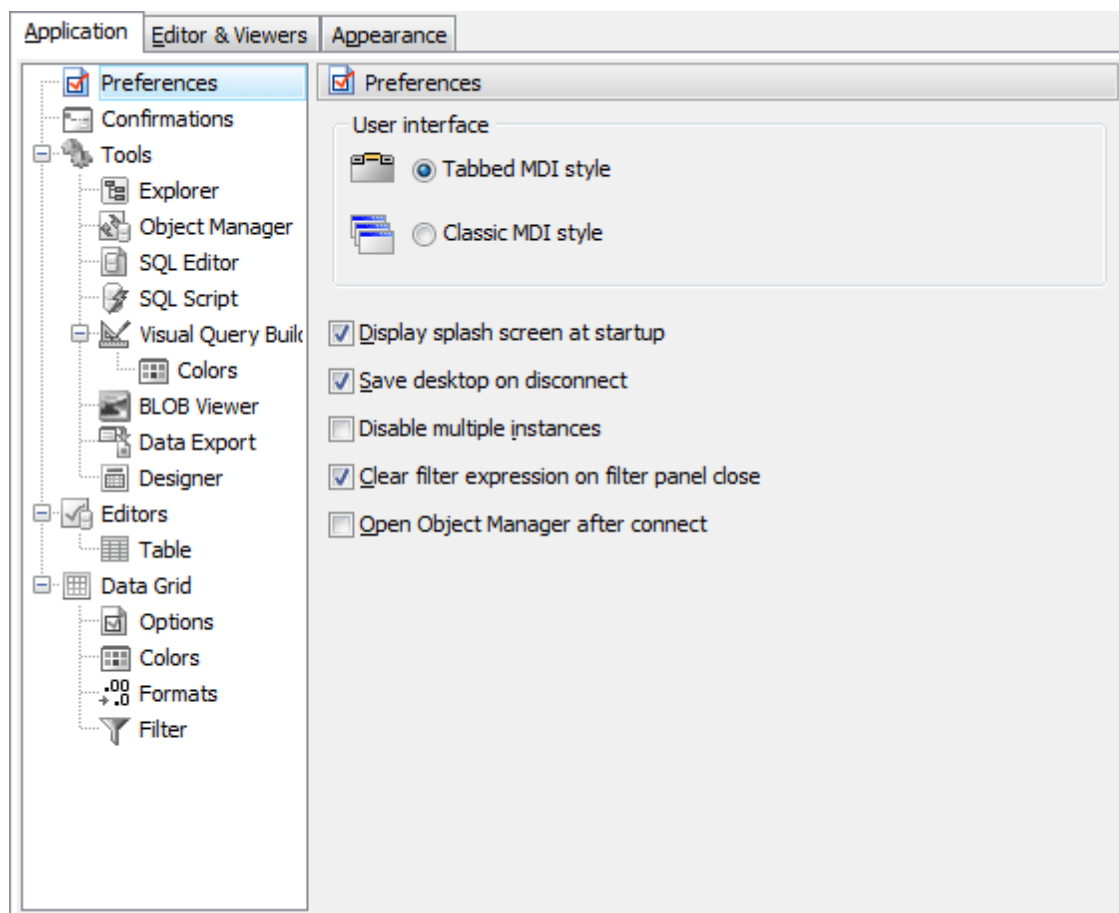 Application Editor & Viewers Appearance
Preferences
Confirmations
Tools
Explorer
Object Manager
SQL Editor
SQL Script
Visual Query Builc
Colors
BLOB Viewer
Data Export
Designer
Editors
Table
Data Grid
Options
Colors
Formats
Filter
Preferences
User interface
Tabbed MDI style
Classic MDI style
Display splash screen at startup
Save desktop on disconnect
Disable multiple instances
Clear filter expression on filter panel close
Open Object Manager after connect